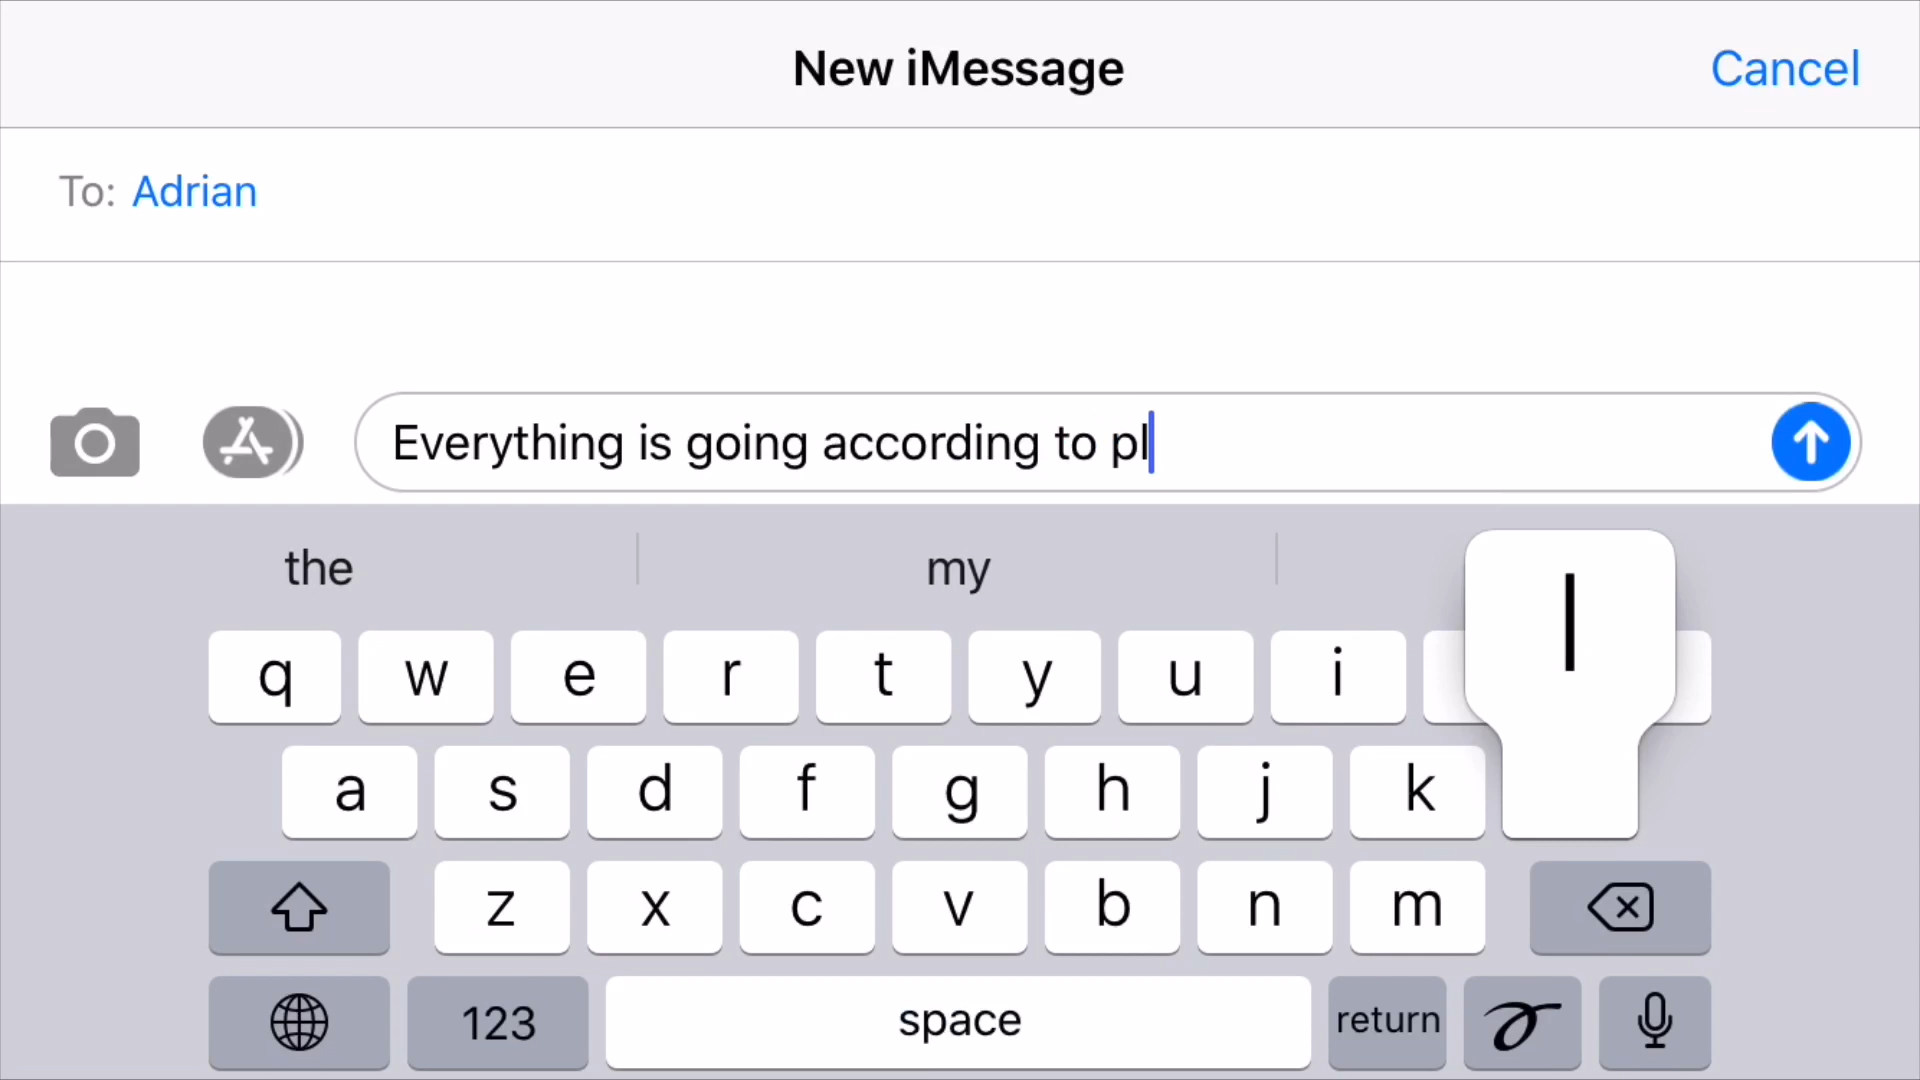 New iMessage
Cancel
To: Adrian
Everything is going according to pl
the my
l
q w e r t y u i
a s d f g h j k
z x c v b n m
123 space return